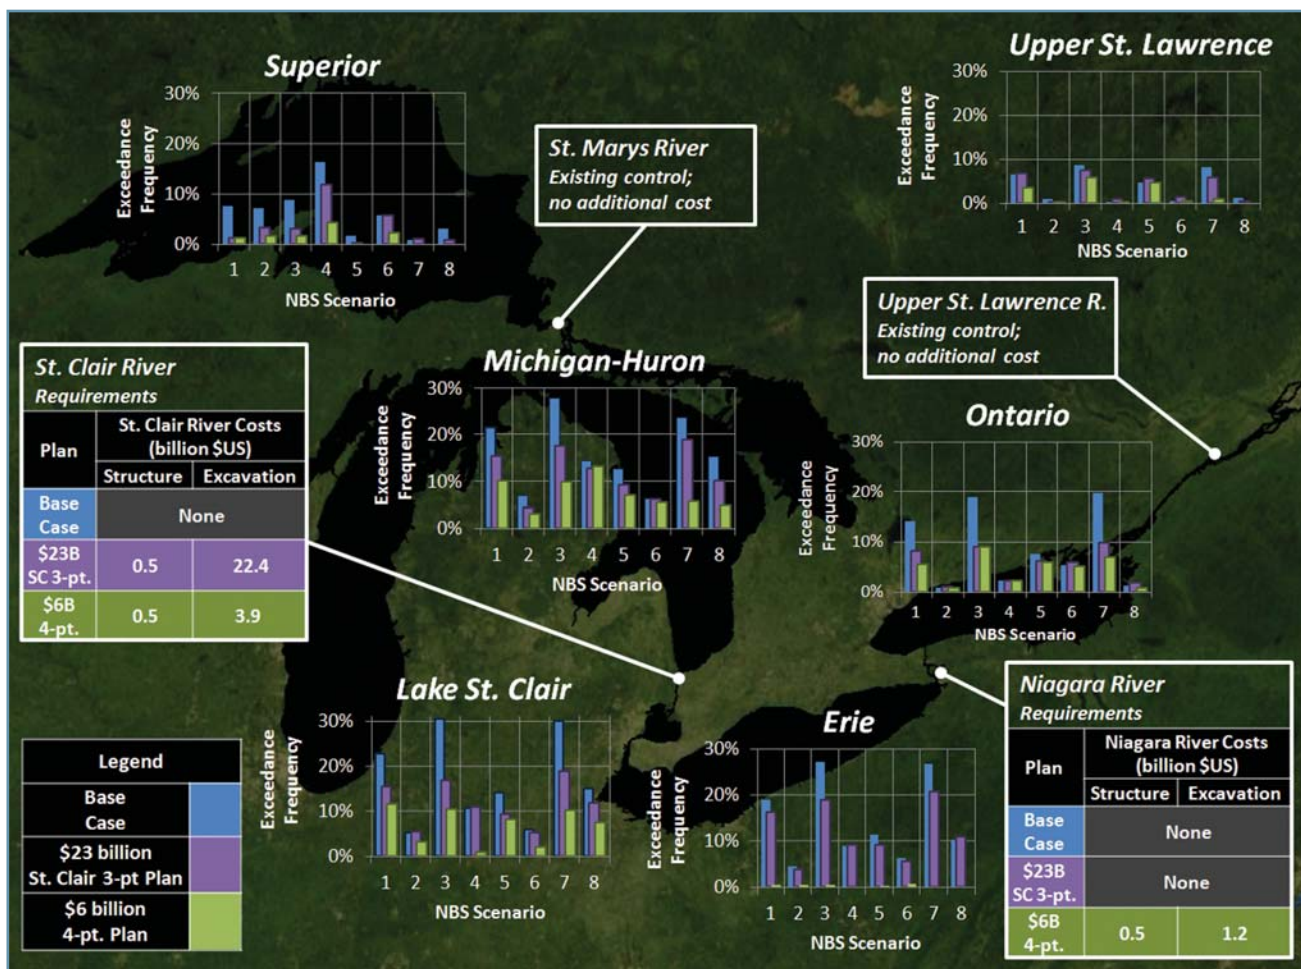 Superior
30%
20%
10%
0%
Exceedance
Frequency
1 2 3 4 5 6 7 8
NBS Scenario
Upper St. Lawrence
30%
20%
10%
0%
Exceedance
Frequency
1 2 3 4 5 6 7 8
NBS Scenario
St. Marys River
Existing control;
no additional cost
Upper St. Lawrence R.
Existing control;
no additional cost
St. Clair River
Requirements
Plan
St. Clair River Costs
(billion $US)
Structure Excavation
Base
Case
None
$23B
SC 3-pt.
0.5 22.4
$6B
4-pt.
0.5 3.9
Michigan-Huron
30%
20%
10%
0%
Exceedance
Frequency
1 2 3 4 5 6 7 8
NBS Scenario
Ontario
30%
20%
10%
0%
Exceedance
Frequency
1 2 3 4 5 6 7 8
NBS Scenario
Lake St. Clair
30%
20%
10%
0%
Exceedance
Frequency
1 2 3 4 5 6 7 8
NBS Scenario
Erie
30%
20%
10%
0%
Exceedance
Frequency
1 2 3 4 5 6 7 8
NBS Scenario
Niagara River
Requirements
Plan
Niagara River Costs
(billion $US)
Structure Excavation
Base
Case
None
$23B
SC 3-pt.
None
$6B
4-pt.
0.5 1.2
Legend
Base
Case
$23 billion
St. Clair 3-pt Plan
$6 billion
4-pt. Plan